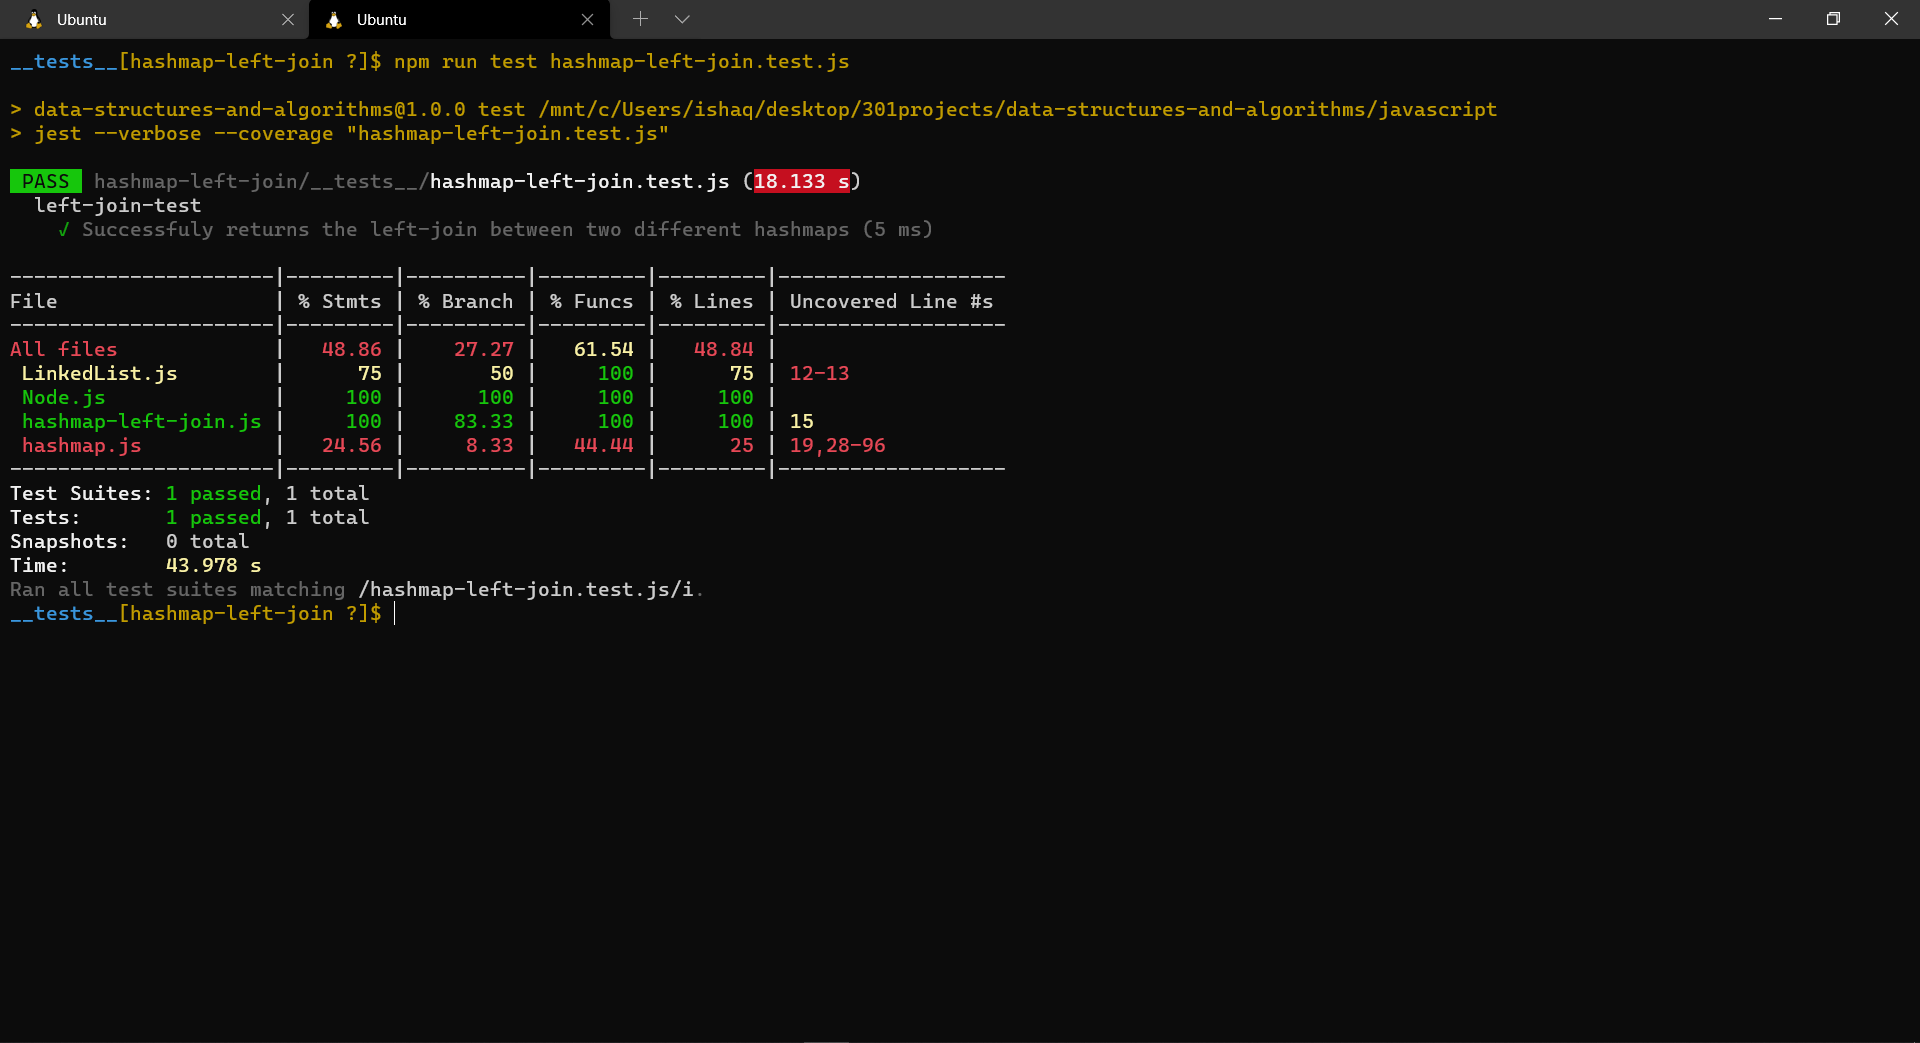 Ubuntu Ubuntu
__tests__[hashmap-left-join ?]$ npm run test hashmap-left-join.test.js
> data-structures-and-algorithms@1.0.0 test /mnt/c/Users/ishaq/desktop/301projects/data-structures-and-algorithms/javascript
> jest --verbose --coverage "hashmap-left-join.test.js"
PASS hashmap-left-join/__tests__/hashmap-left-join.test.js (18.133 s)
left-join-test
√ Successfuly returns the left-join between two different hashmaps (5 ms)
----------------------|---------|----------|---------|---------|-------------------
File                  | % Stmts | % Branch | % Funcs | % Lines | Uncovered Line #s
----------------------|---------|----------|---------|---------|-------------------
All files             |   48.86 |    27.27 |   61.54 |   48.84 |
 LinkedList.js        |      75 |       50 |     100 |      75 | 12-13
 Node.js              |     100 |      100 |     100 |     100 |
 hashmap-left-join.js |     100 |    83.33 |     100 |     100 | 15
 hashmap.js           |   24.56 |     8.33 |   44.44 |      25 | 19,28-96
----------------------|---------|----------|---------|---------|-------------------
Test Suites: 1 passed, 1 total
Tests:       1 passed, 1 total
Snapshots:   0 total
Time:        43.978 s
Ran all test suites matching /hashmap-left-join.test.js/i.
__tests__[hashmap-left-join ?]$